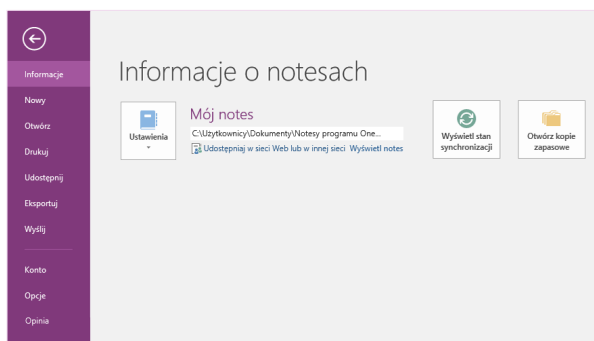 Informacje
Nowy
Otwórz
Drukuj
Udostępnij
Eksportuj
Wyślij
Konto
Opcje
Opinia
Informacje o notesach
Ustawienia
Mój notes
C:\Użytkownicy\Dokumenty\Notesy programu One...
Udostępniaj w sieci Web lub w innej sieci Wyświetl notes
Wyświetl stan
synchronizacji
Otwórz kopie
zapasowe